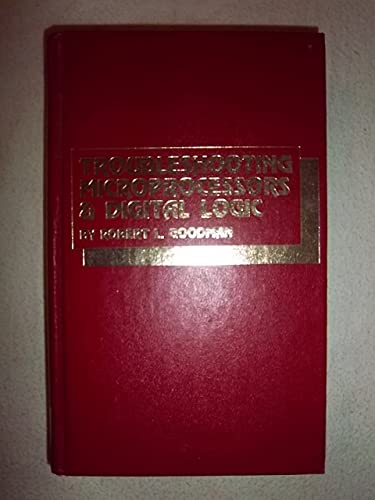 TROUBLESHOOTING
MICROPROCESSORS
& DIGITAL LOGIC
BY ROBERT L. GOODMAN